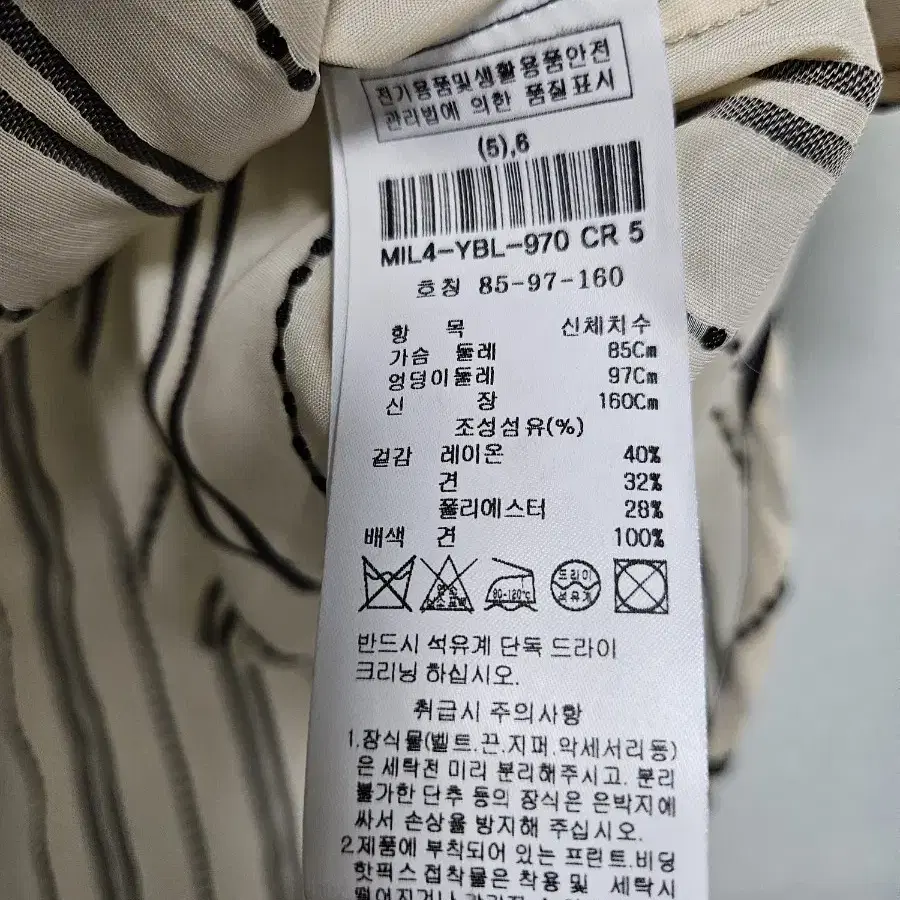 전기용품및생활용품안전
관리법에 의한 품질표시
(5),6
MIL4-YBL-970 CR 5
호칭 85-97-160
항 목 신체치수
가슴 둘레 85Cm
엉덩이둘레 97Cm
신 장 160Cm
조성섬유(%)
겉감 레이온 40%
견 32%
폴리에스터 28%
배색 견 100%
80-120℃
드라이
석유계
반드시 석유계 단독 드라이
크리닝 하십시오.
취급시 주의사항
1.장식물(벨트.끈.지퍼.악세서리등)
은 세탁전 미리 분리해주시고. 분리
불가한 단추 등의 장식은 은박지에
싸서 손상을 방지해 주십시오.
2.제품에 부착되어 있는 프린트.비딩
핫픽스 접착물은 착용 및 세탁시